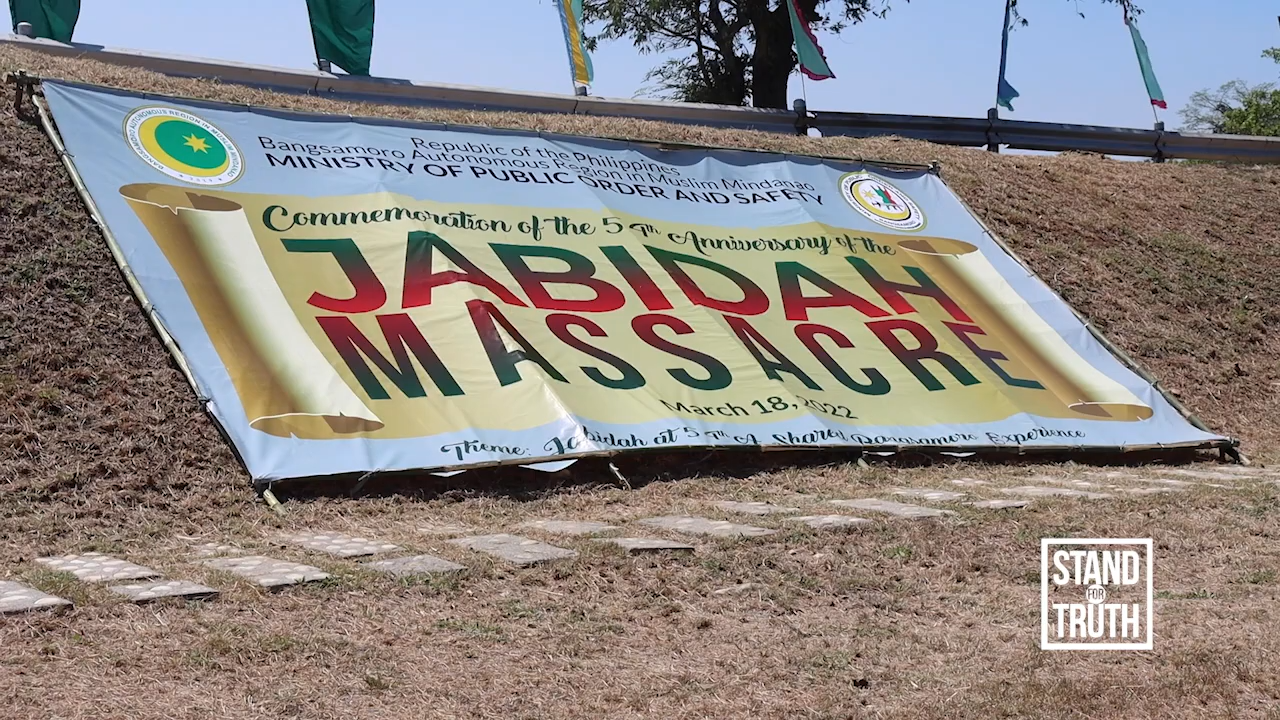 Republic of the Philippines
Bangsamoro Autonomous Region in Muslim Mindanao
MINISTRY OF PUBLIC ORDER AND SAFETY
Commemoration of the 54th Anniversary of the
JABIDAH
MASSACRE
March 18, 2022
Theme: Jabidah at 54: A Shared Bangsamoro Experience
STAND
FOR
TRUTH